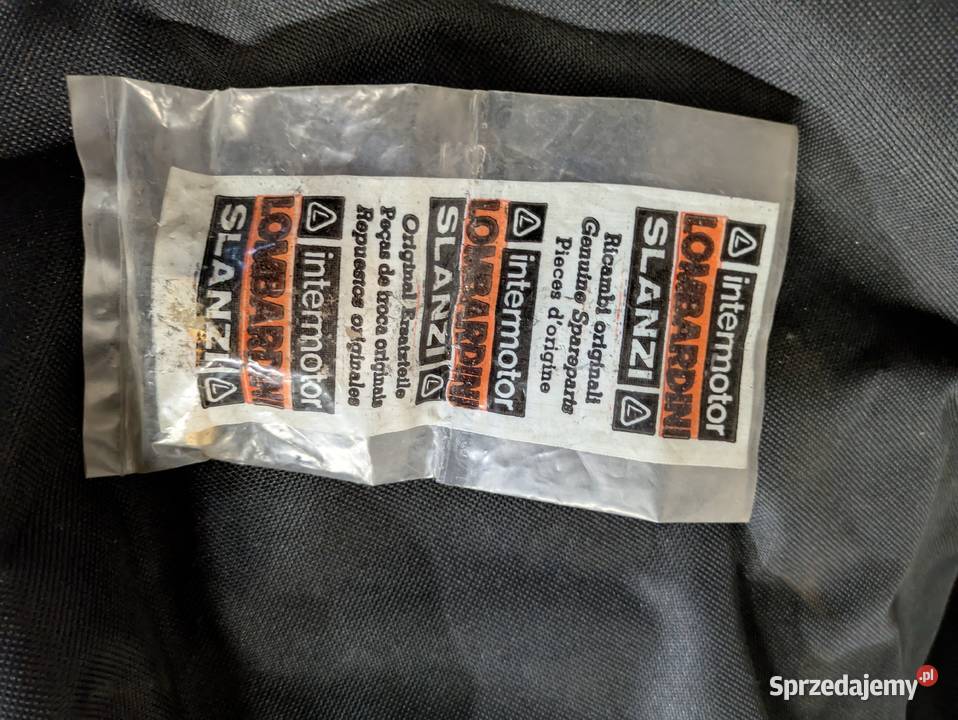 intermotor
LOMBARDINI
SLANZI
Ricambi originali
Genuine Spareparts
Pieces d'origine
intermotor
LOMBARDINI
SLANZI
Original Ersatzteile
Peças de troca originais
Repuestos originales
intermotor
LOMBARDINI
SLANZI
Sprzedajemy.pl